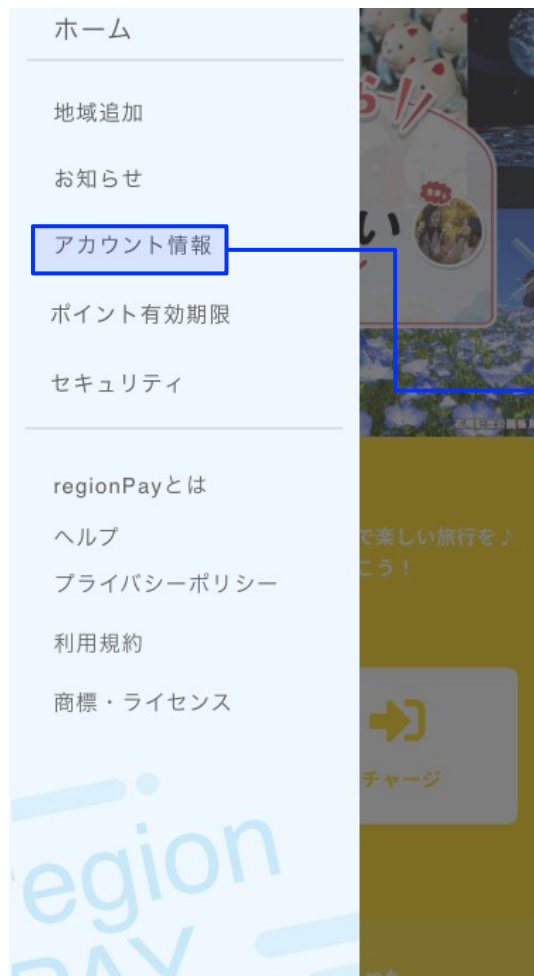 ホーム
地域追加
お知らせ
アカウント情報
ポイント有効期限
セキュリティ
regionPayとは
ヘルプ
で楽しい旅行を♪
プライバシーポリシー
こう！
利用規約
商標・ライセンス
チャージ
region
PAY